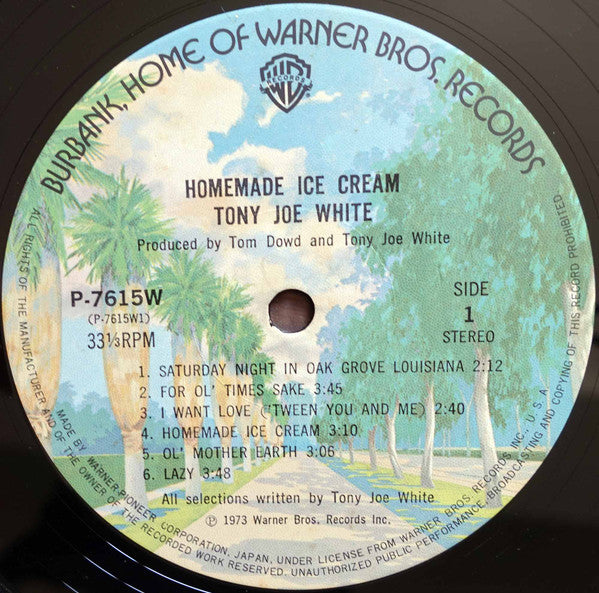 BURBANK, HOME OF WARNER BROS. RECORDS
WB
RECORDS
HOMEMADE ICE CREAM
TONY JOE WHITE
Produced by Tom Dowd and Tony Joe White
P-7615W
(P-7615W1)
33⅓RPM
SIDE
1
STEREO
1. SATURDAY NIGHT IN OAK GROVE LOUISIANA 2:12
2. FOR OL' TIMES SAKE 3:45
3. I WANT LOVE ('TWEEN YOU AND ME) 2:40
4. HOMEMADE ICE CREAM 3:10
5. OL' MOTHER EARTH 3:06
6. LAZY 3:48
All selections written by Tony Joe White
Ⓟ 1973 Warner Bros. Records Inc.
MADE BY WARNER-PIONEER CORPORATION, JAPAN, UNDER LICENSE FROM WARNER BROS. RECORDS INC., U.S.A.
ALL RIGHTS OF THE MANUFACTURER AND OF THE OWNER OF THE RECORDED WORK RESERVED. UNAUTHORIZED PUBLIC PERFORMANCE, BROADCASTING AND COPYING OF THIS RECORD PROHIBITED